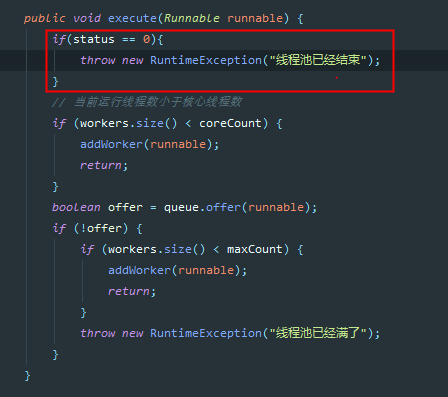 public void execute(Runnable runnable) {
if(status == 0){
throw new RuntimeException("线程池已经结束");
}
// 当前运行线程数小于核心线程数
if (workers.size() < coreCount) {
addWorker(runnable);
return;
}
boolean offer = queue.offer(runnable);
if (!offer) {
if (workers.size() < maxCount) {
addWorker(runnable);
return;
}
throw new RuntimeException("线程池已经满了");
}
}